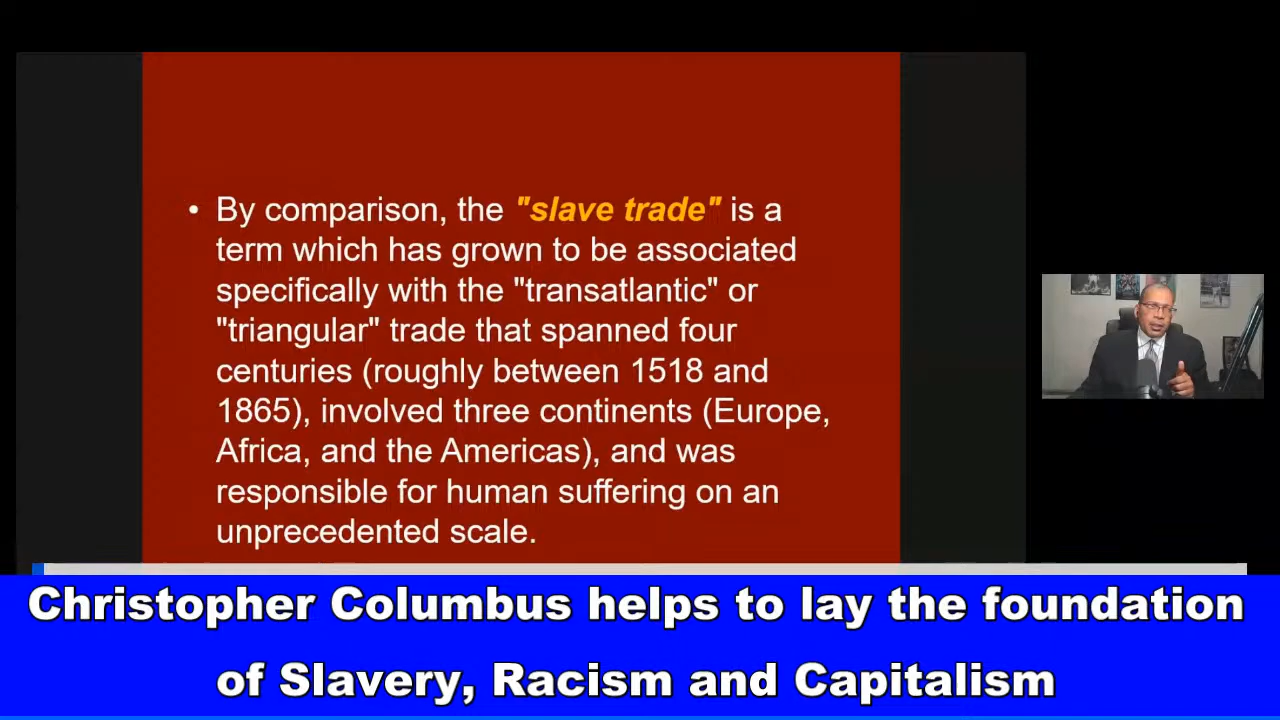 • By comparison, the "slave trade" is a
term which has grown to be associated
specifically with the "transatlantic" or
"triangular" trade that spanned four
centuries (roughly between 1518 and
1865), involved three continents (Europe,
Africa, and the Americas), and was
responsible for human suffering on an
unprecedented scale.
Christopher Columbus helps to lay the foundation
of Slavery, Racism and Capitalism